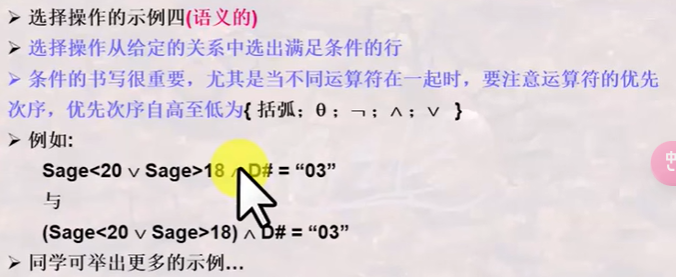 ➤ 选择操作的示例四(语义的)
➤ 选择操作从给定的关系中选出满足条件的行
➤ 条件的书写很重要，尤其是当不同运算符在一起时，要注意运算符的优先
次序，优先次序自高至低为{ 括弧；θ；¬；∧；∨ }
➤ 例如:
Sage<20 ∨ Sage>18 ∧ D# = “03”
与
(Sage<20 ∨ Sage>18) ∧ D# = “03”
➤ 同学可举出更多的示例...
中